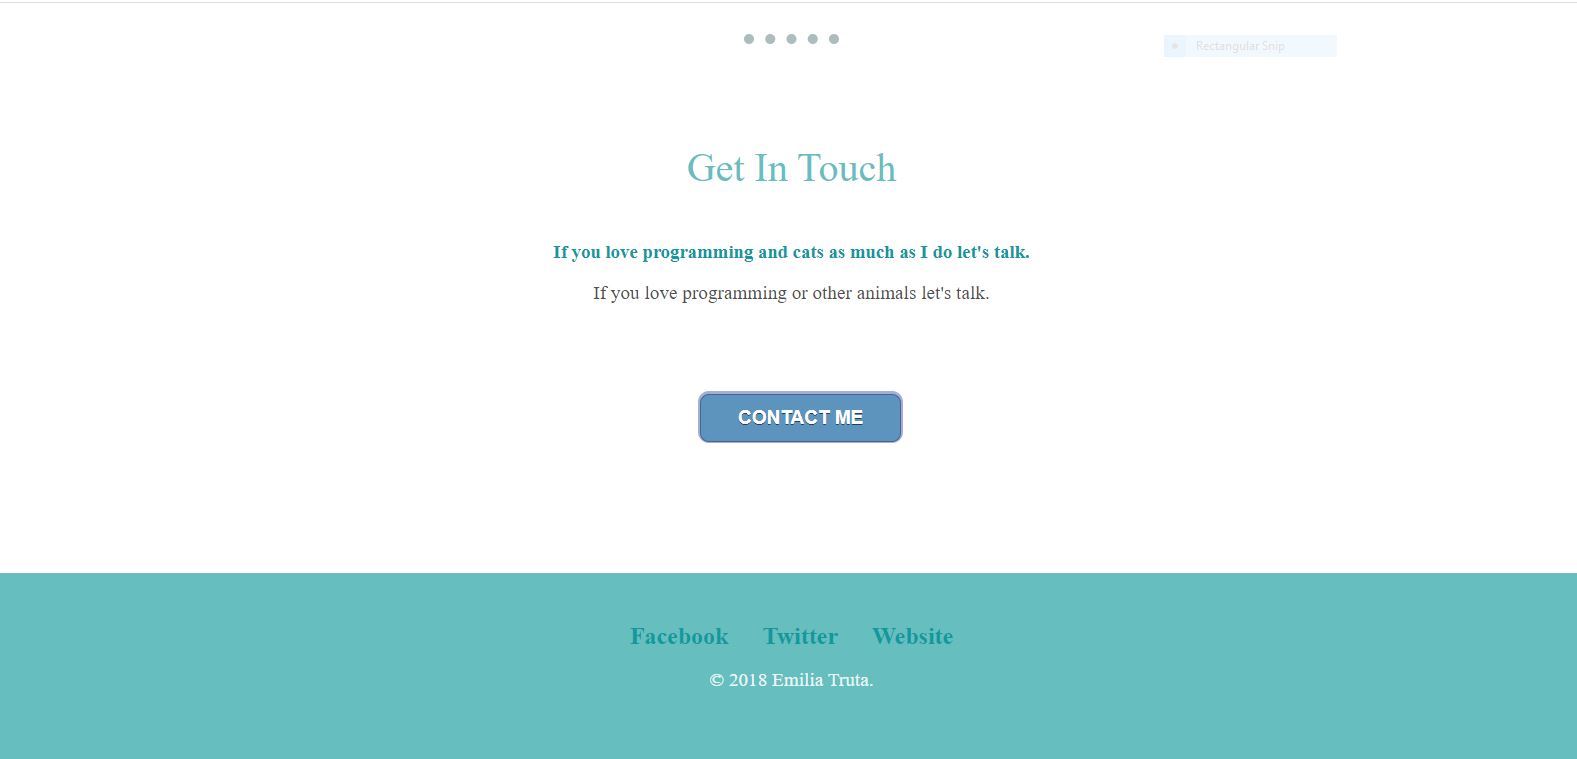 Rectangular Snip
Get In Touch
If you love programming and cats as much as I do let's talk.
If you love programming or other animals let's talk.
CONTACT ME
Facebook Twitter Website
© 2018 Emilia Truta.